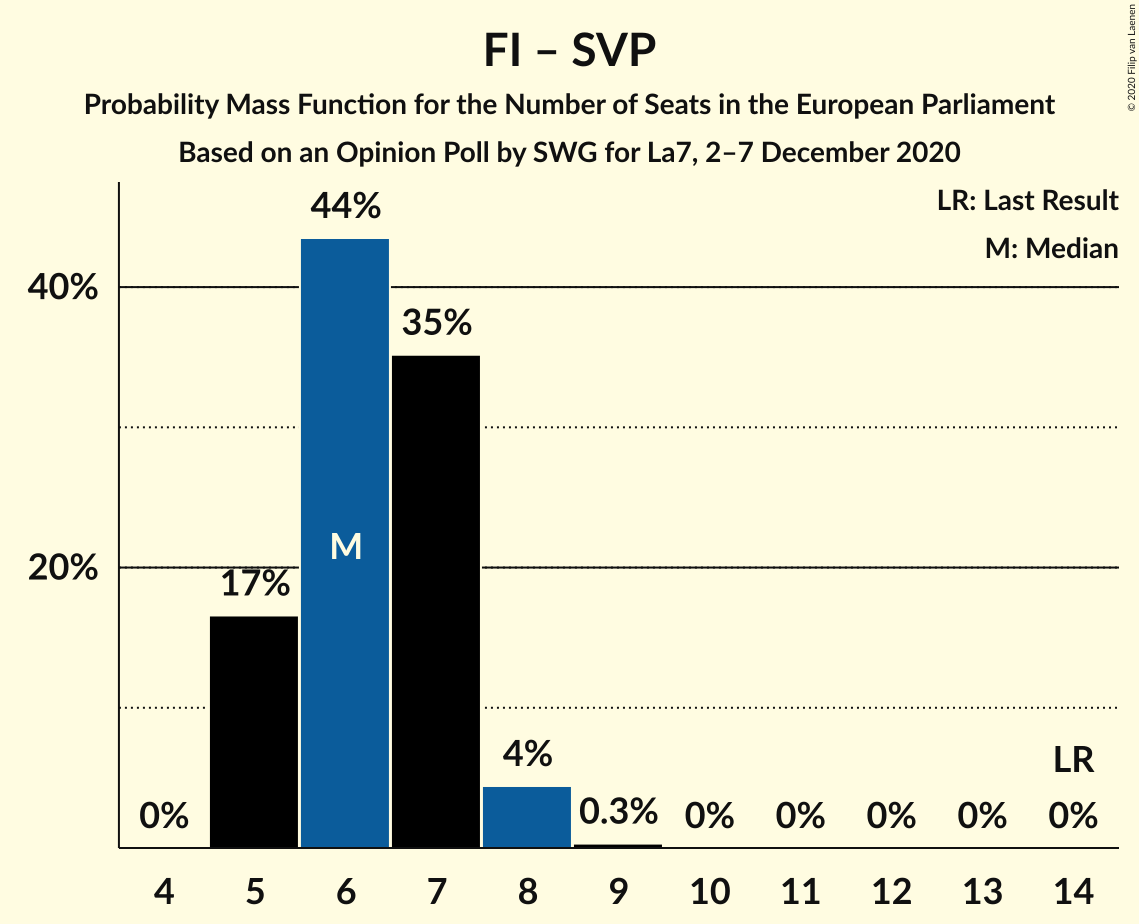 FI – SVP
Probability Mass Function for the Number of Seats in the European Parliament
Based on an Opinion Poll by SWG for La7, 2–7 December 2020
© 2020 Filip van Laenen
LR: Last Result
M: Median
40%
20%
0%
17%
44%
M
35%
4%
0.3%
0%
0%
0%
0%
LR
0%
4 5 6 7 8 9 10 11 12 13 14